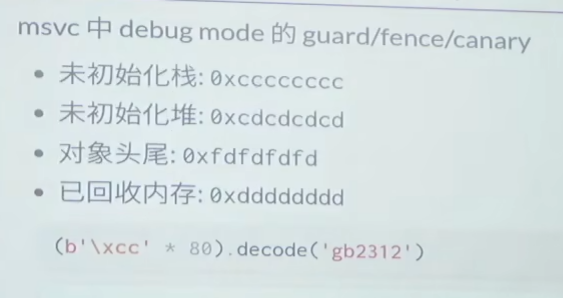 msvc 中 debug mode 的 guard/fence/canary
• 未初始化栈: 0xcccccccc
• 未初始化堆: 0xcdcdcdcd
• 对象头尾: 0xfdfdfdfd
• 已回收内存: 0xdddddddd
(b'\xcc' * 80).decode('gb2312')